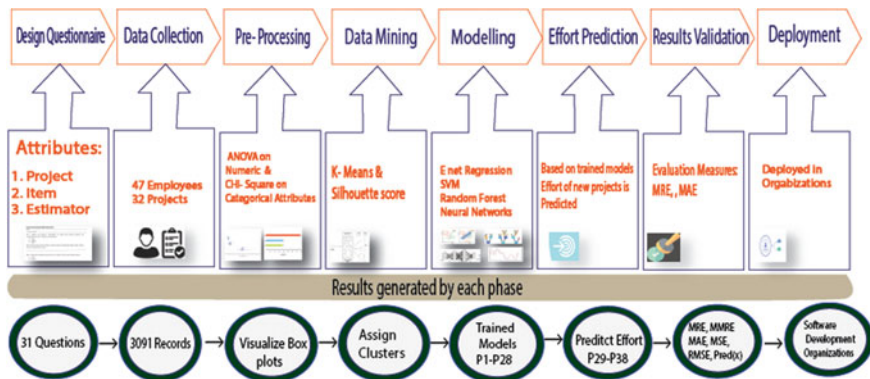 Design Questionnaire
Data Collection
Pre- Processing
Data Mining
Modelling
Effort Prediction
Results Validation
Deployment
Attributes:
1. Project
2. Item
3. Estimator
47 Employees
32 Projects
ANOVA on
Numeric &
CHI- Square on
Categorical Attributes
K- Means &
Silhouette score
E net Regression
SVM
Random Forest
Neural Networks
Based on trained models
Effort of new projects is
Predicted
Evaluation Measures:
MRE, , MAE
Deployed in
Orgabizations
Results generated by each phase
31 Questions
3091 Records
Visualize Box
plots
Assign
Clusters
Trained
Models
P1-P28
Preditct Effort
P29-P38
MRE, MMRE
MAE, MSE,
RMSE, Pred(x)
Software
Development
Organizations